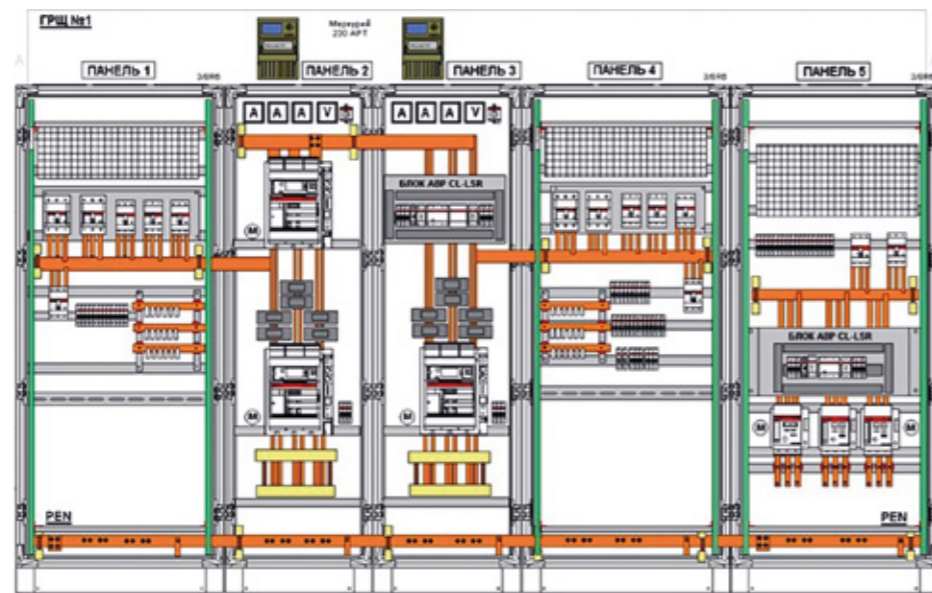 ГРЩ №1
Меркурий
230 АРТ
ПАНЕЛЬ 1
ПАНЕЛЬ 2
ПАНЕЛЬ 3
ПАНЕЛЬ 4
ПАНЕЛЬ 5
A A A V
A A A V
БЛОК АВР CL-LSR
M
БЛОК АВР CL-LSR
M
M
M
M
PEN
PEN